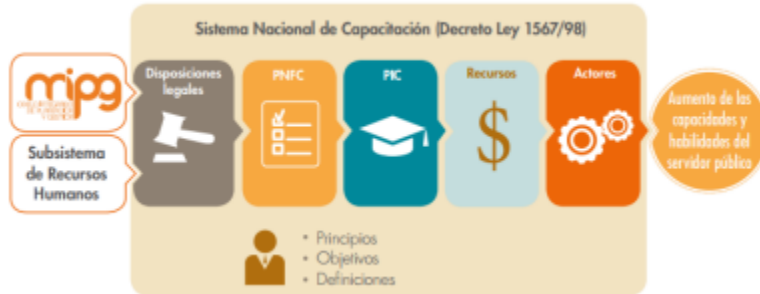 Sistema Nacional de Capacitación (Decreto Ley 1567/98)
mipg
Subsistema
de Recursos
Humanos
Disposiciones
legales
PNFC
PIC
Recursos
$
Actores
Aumento de las
capacidades y
habilidades del
servidor público
• Principios
• Objetivos
• Definiciones